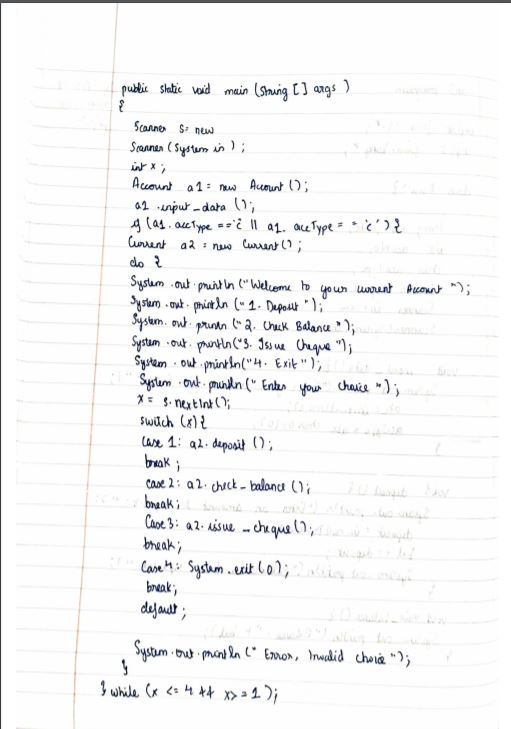 public static void main (String [] args )
{
Scanner S= new
Scanner (System in ) ;
int x ;
Account a1 = new Account () ;
a1 .input_data () ;
if (a1. accType == 'c' || a1. accType = = 'c' ) {
Current a2 = new Current () ;
do {
System .out .println ("Welcome to your current Account ");
System. out. println (" 1. Deposit ");
System. out. println ("2. Check Balance ");
System. out. println("3. Issue Cheque ");
System . out .println("4. Exit ");
System .out. println (" Enter your choice ") ;
x = s.nextInt ();
switch (x) {
case 1: a2. deposit ();
break ;
case 2: a2. check_balance ();
break ;
Case 3: a2. issue _cheque ();
break;
Case 4: System .exit (0);
break;
default ;
System.out.println (" Error, Invalid choice ");
}
} while (x <= 4 ++ x> = 1 );